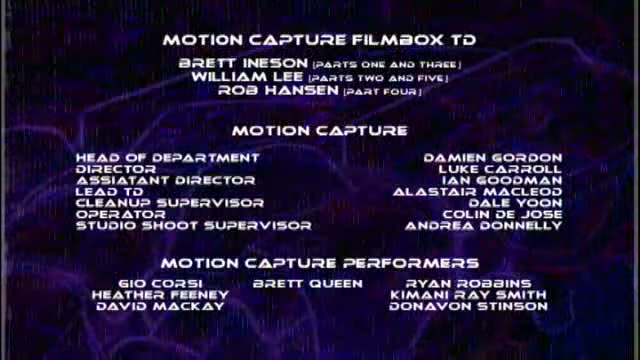 MOTION CAPTURE FILMBOX TD
BRETT INESON [PARTS ONE AND THREE]
WILLIAM LEE [PARTS TWO AND FIVE]
ROB HANSEN [PART FOUR]
MOTION CAPTURE
HEAD OF DEPARTMENT DAMIEN GORDON
DIRECTOR LUKE CARROLL
ASSIATANT DIRECTOR IAN GOODMAN
LEAD TD ALASTAIR MACLEOD
CLEANUP SUPERVISOR DALE YOON
OPERATOR COLIN DE JOSE
STUDIO SHOOT SUPERVISOR ANDREA DONNELLY
MOTION CAPTURE PERFORMERS
GIO CORSI BRETT QUEEN RYAN ROBBINS
HEATHER FEENEY KIMANI RAY SMITH
DAVID MACKAY DONAVON STINSON